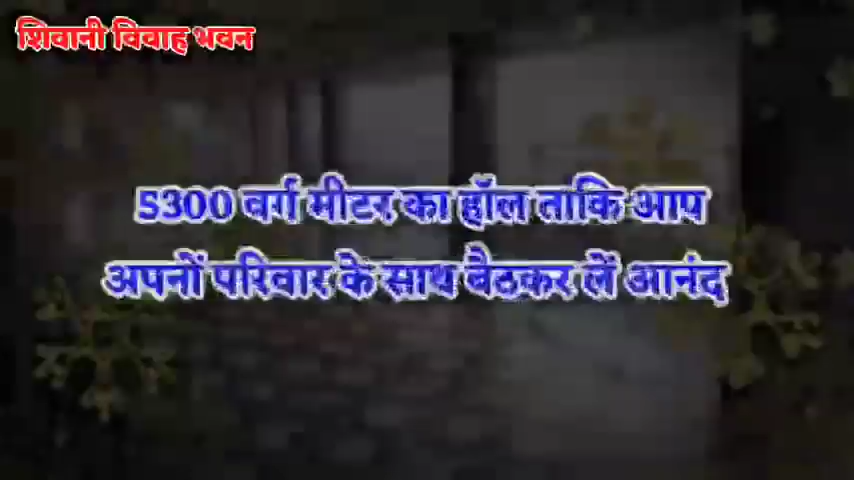 शिवानी विवाह भवन
5300 वर्ग मीटर का हॉल ताकि आप
अपनों परिवार के साथ बैठकर लें आनंद